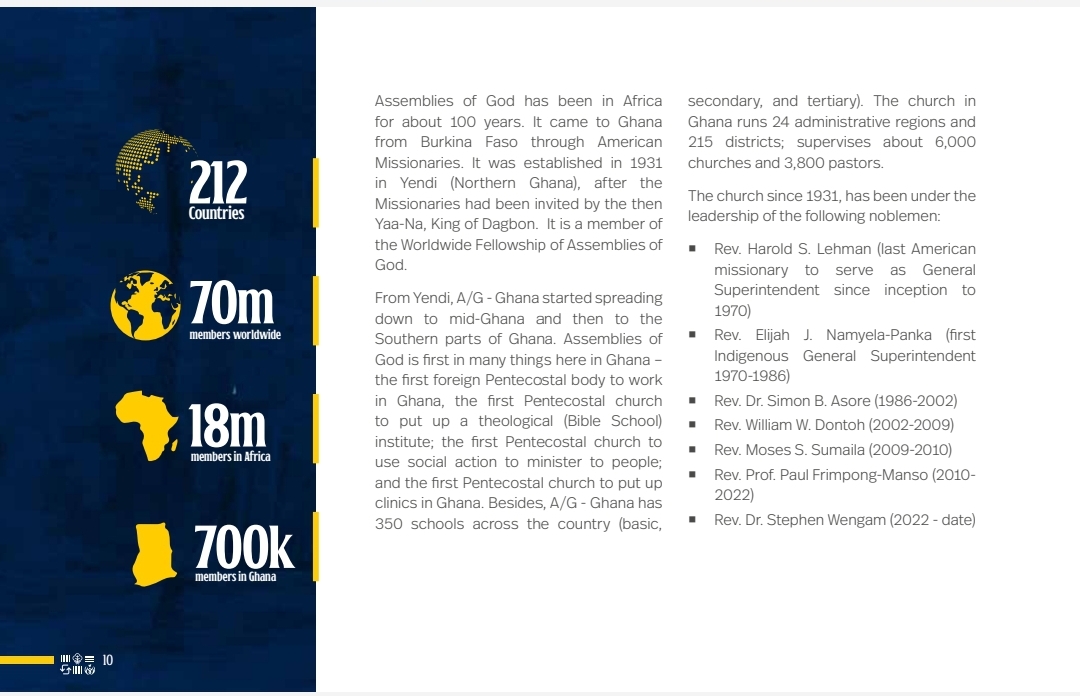 212
Countries
70m
members worldwide
18m
members in Africa
700k
members in Ghana
10
Assemblies of God has been in Africa
for about 100 years. It came to Ghana
from Burkina Faso through American
Missionaries. It was established in 1931
in Yendi (Northern Ghana), after the
Missionaries had been invited by the then
Yaa-Na, King of Dagbon. It is a member of
the Worldwide Fellowship of Assemblies of
God.
From Yendi, A/G - Ghana started spreading
down to mid-Ghana and then to the
Southern parts of Ghana. Assemblies of
God is first in many things here in Ghana –
the first foreign Pentecostal body to work
in Ghana, the first Pentecostal church
to put up a theological (Bible School)
institute; the first Pentecostal church to
use social action to minister to people;
and the first Pentecostal church to put up
clinics in Ghana. Besides, A/G - Ghana has
350 schools across the country (basic,
secondary, and tertiary). The church in
Ghana runs 24 administrative regions and
215 districts; supervises about 6,000
churches and 3,800 pastors.
The church since 1931, has been under the
leadership of the following noblemen:
▪ Rev. Harold S. Lehman (last American
missionary to serve as General
Superintendent since inception to
1970)
▪ Rev. Elijah J. Namyela-Panka (first
Indigenous General Superintendent
1970-1986)
▪ Rev. Dr. Simon B. Asore (1986-2002)
▪ Rev. William W. Dontoh (2002-2009)
▪ Rev. Moses S. Sumaila (2009-2010)
▪ Rev. Prof. Paul Frimpong-Manso (2010-
2022)
▪ Rev. Dr. Stephen Wengam (2022 - date)